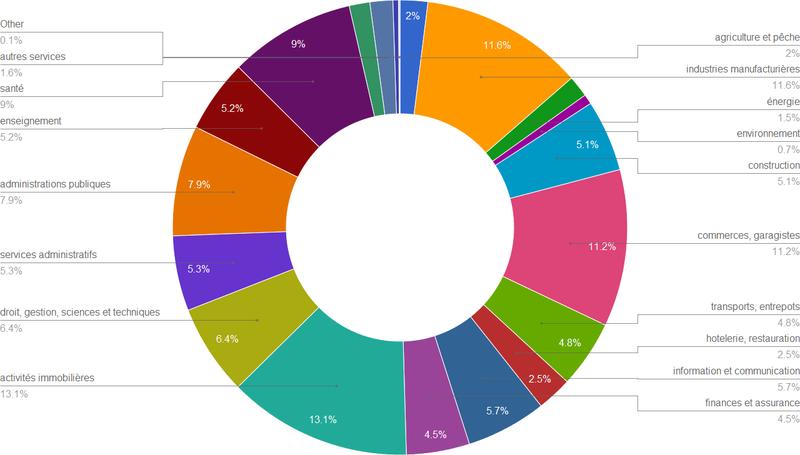 Other
0.1%
autres services
1.6%
santé
9%
enseignement
5.2%
administrations publiques
7.9%
services administratifs
5.3%
droit, gestion, sciences et techniques
6.4%
activités immobilières
13.1%
2%
11.6%
5.1%
11.2%
4.8%
2.5%
5.7%
4.5%
13.1%
6.4%
5.3%
7.9%
5.2%
9%
agriculture et pêche
2%
industries manufacturières
11.6%
énergie
1.5%
environnement
0.7%
construction
5.1%
commerces, garagistes
11.2%
transports, entrepots
4.8%
hotelerie, restauration
2.5%
information et communication
5.7%
finances et assurance
4.5%